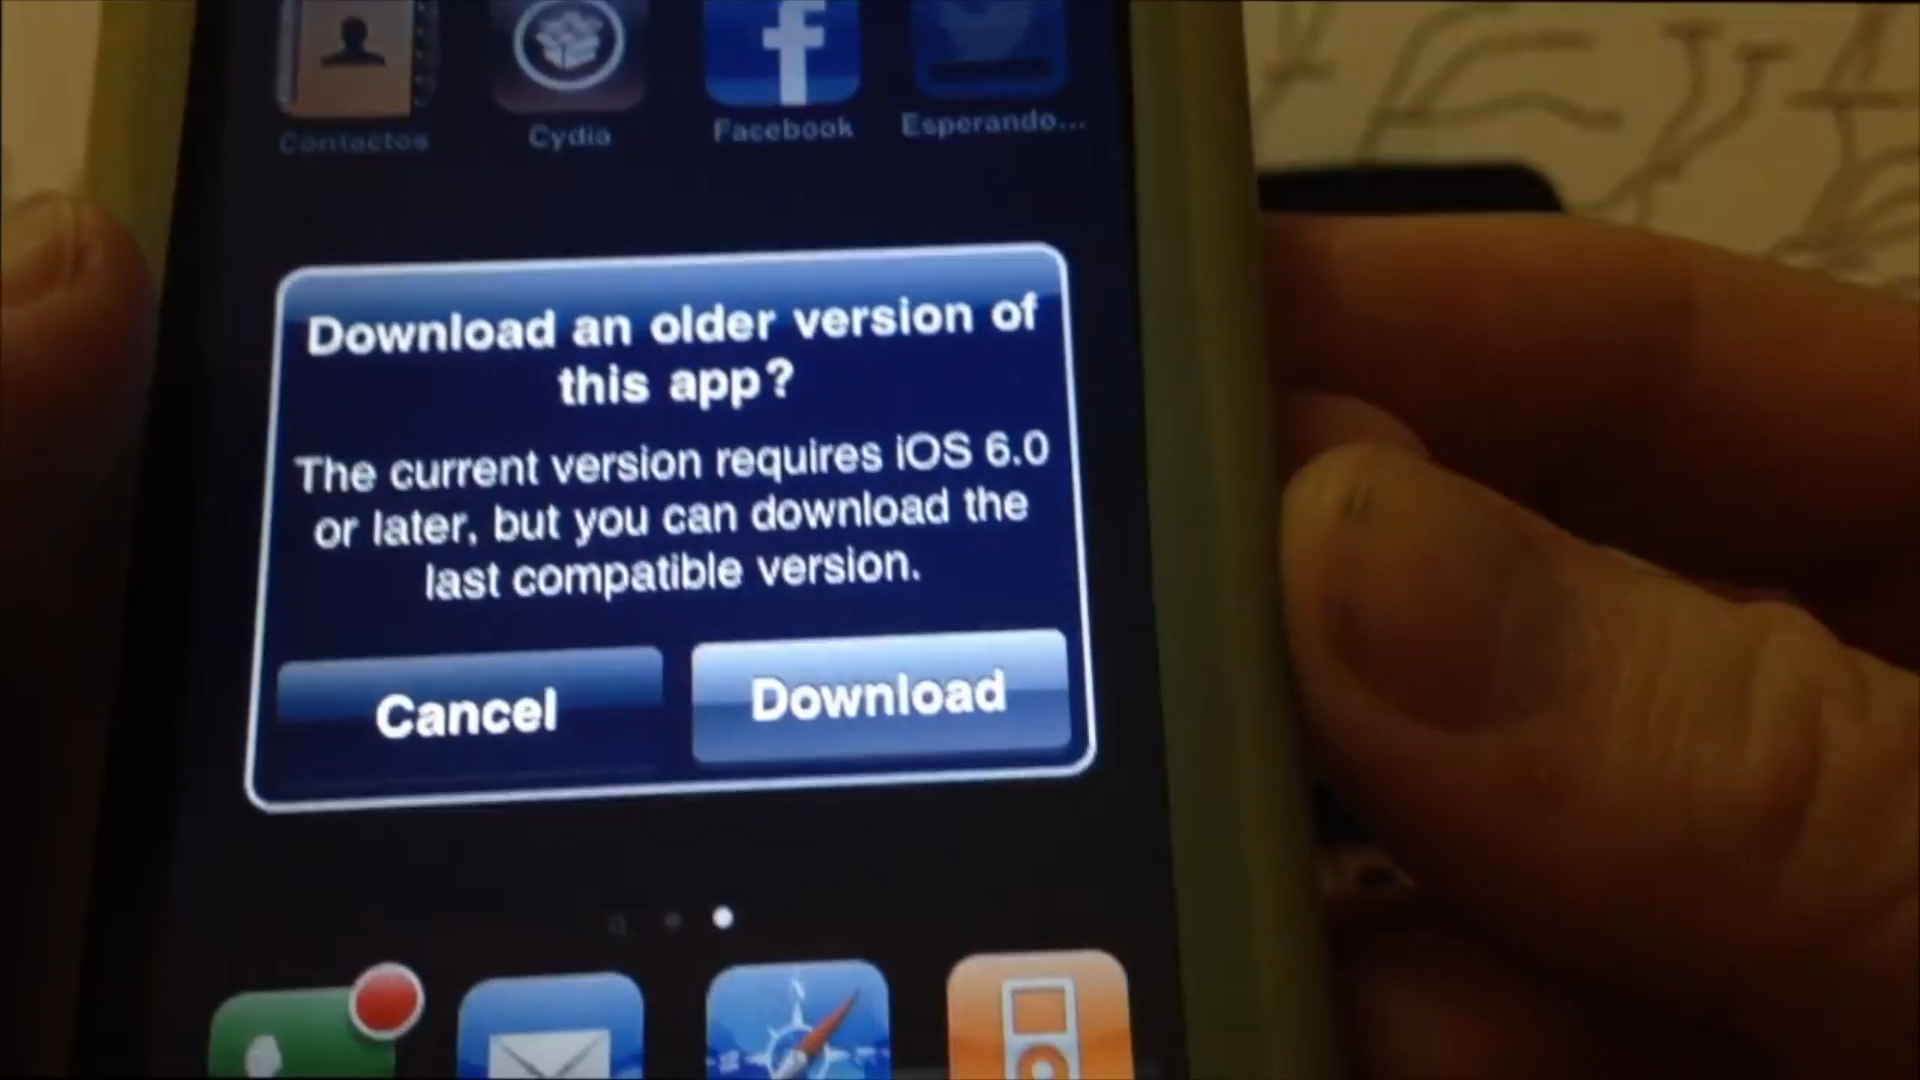 Contactos
Cydia
Facebook
Esperando...
Download an older version of
this app?
The current version requires iOS 6.0
or later, but you can download the
last compatible version.
Cancel
Download